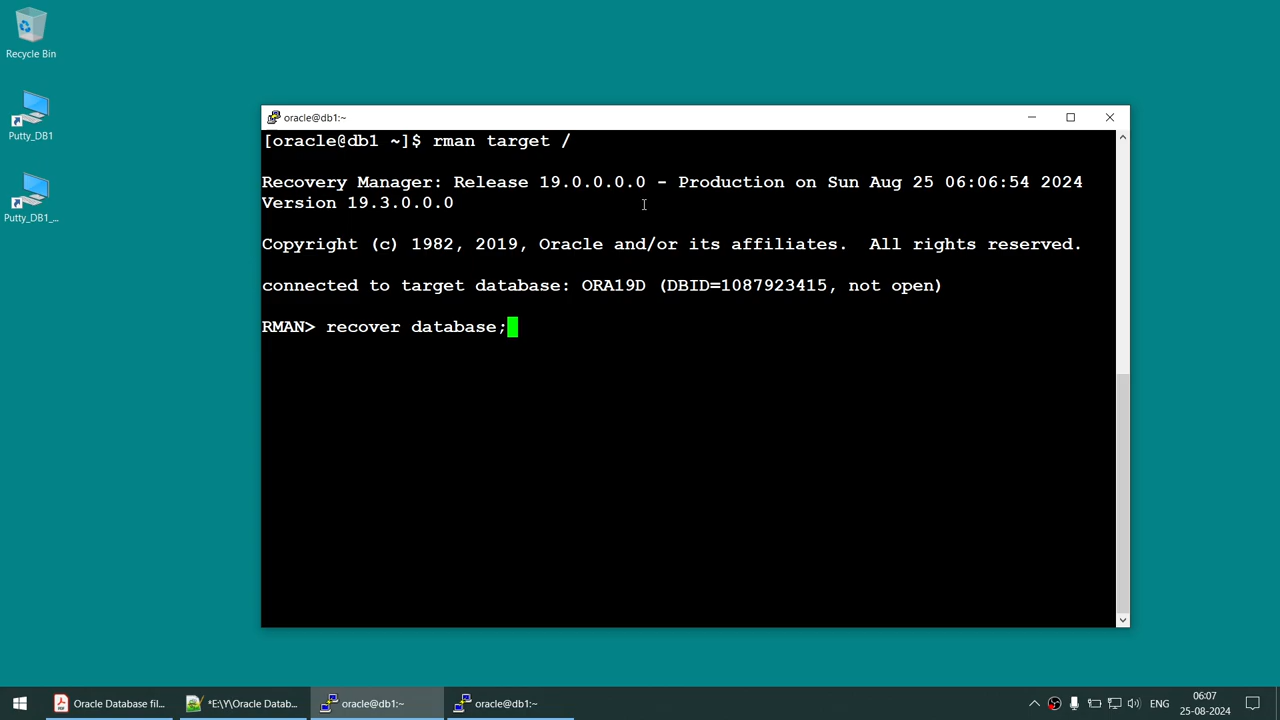 Recycle Bin
Putty_DB1
Putty_DB1_...
oracle@db1:~
[oracle@db1 ~]$ rman target /
Recovery Manager: Release 19.0.0.0.0 - Production on Sun Aug 25 06:06:54 2024
Version 19.3.0.0.0
Copyright (c) 1982, 2019, Oracle and/or its affiliates.  All rights reserved.
connected to target database: ORA19D (DBID=1087923415, not open)
RMAN> recover database;
Oracle Database fil...
*E:\Y\Oracle Datab...
oracle@db1:~
oracle@db1:~
ENG
06:07
25-08-2024